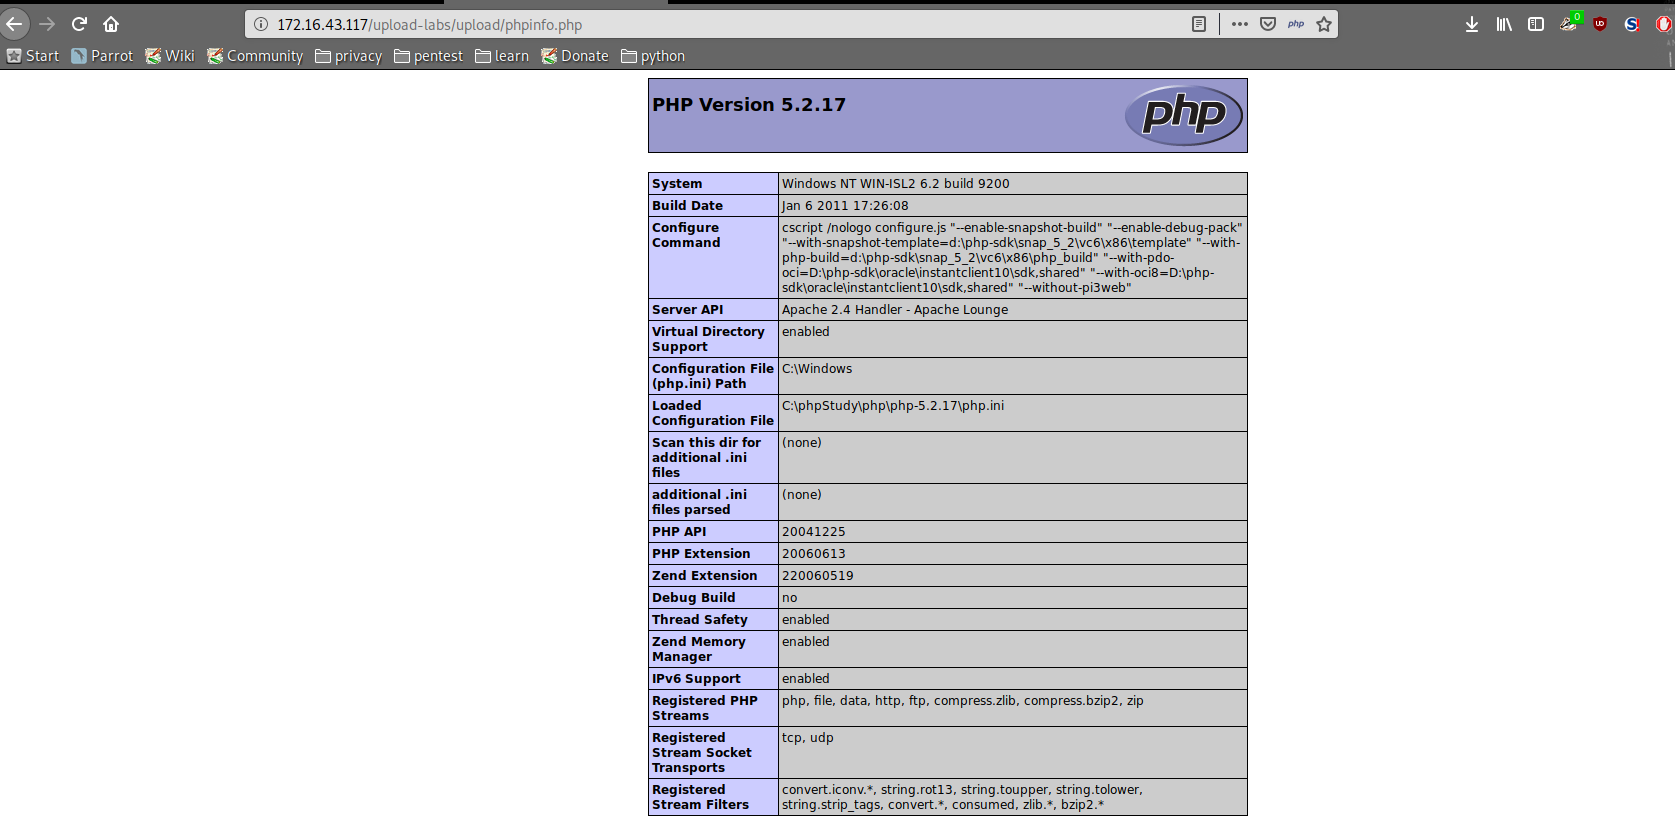 172.16.43.117/upload-labs/upload/phpinfo.php
php
0
Start Parrot Wiki Community privacy pentest learn Donate python
PHP Version 5.2.17
php
System Windows NT WIN-ISL2 6.2 build 9200
Build Date Jan 6 2011 17:26:08
Configure Command cscript /nologo configure.js "--enable-snapshot-build" "--enable-debug-pack"
"--with-snapshot-template=d:\php-sdk\snap_5_2\vc6\x86\template" "--with-
php-build=d:\php-sdk\snap_5_2\vc6\x86\php_build" "--with-pdo-
oci=D:\php-sdk\oracle\instantclient10\sdk,shared" "--with-oci8=D:\php-
sdk\oracle\instantclient10\sdk,shared" "--without-pi3web"
Server API Apache 2.4 Handler - Apache Lounge
Virtual Directory
Support enabled
Configuration File
(php.ini) Path C:\Windows
Loaded
Configuration File C:\phpStudy\php\php-5.2.17\php.ini
Scan this dir for
additional .ini
files (none)
additional .ini
files parsed (none)
PHP API 20041225
PHP Extension 20060613
Zend Extension 220060519
Debug Build no
Thread Safety enabled
Zend Memory
Manager enabled
IPv6 Support enabled
Registered PHP
Streams php, file, data, http, ftp, compress.zlib, compress.bzip2, zip
Registered
Stream Socket
Transports tcp, udp
Registered
Stream Filters convert.iconv.*, string.rot13, string.toupper, string.tolower,
string.strip_tags, convert.*, consumed, zlib.*, bzip2.*